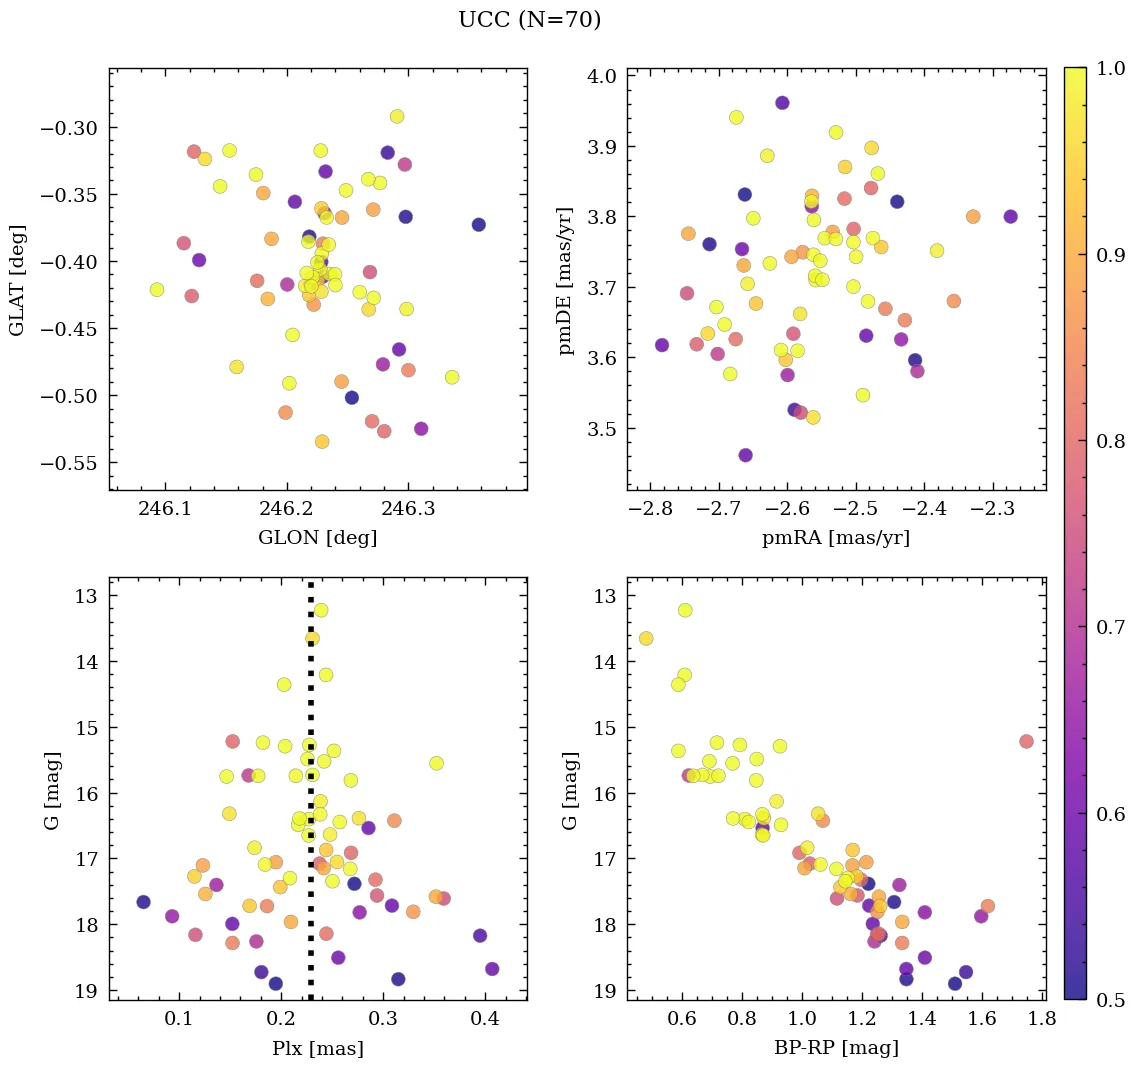 UCC (N=70)
−0.30
−0.35
−0.40
−0.45
−0.50
−0.55
GLAT [deg]
246.1 246.2 246.3
GLON [deg]
4.0
3.9
3.8
3.7
3.6
3.5
pmDE [mas/yr]
−2.8 −2.7 −2.6 −2.5 −2.4 −2.3
pmRA [mas/yr]
13
14
15
16
17
18
19
G [mag]
0.1 0.2 0.3 0.4
Plx [mas]
13
14
15
16
17
18
19
G [mag]
0.6 0.8 1.0 1.2 1.4 1.6 1.8
BP-RP [mag]
1.0
0.9
0.8
0.7
0.6
0.5